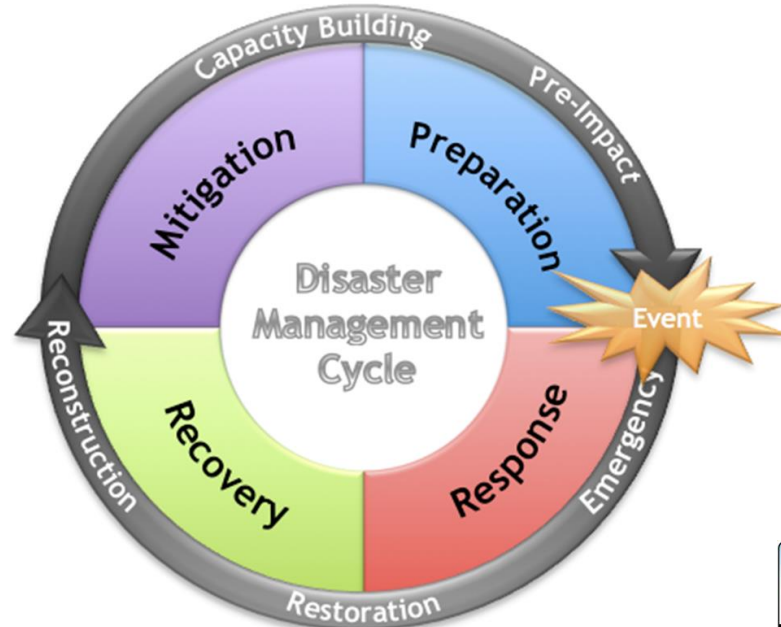 Capacity Building
Pre-Impact
Mitigation
Preparation
Disaster
Management
Cycle
Event
Reconstruction
Recovery
Response
Emergency
Restoration